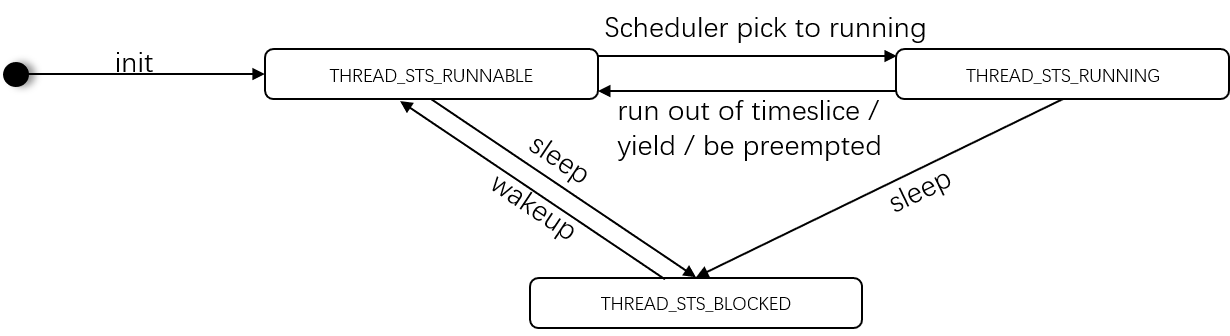 Scheduler pick to running
init
THREAD_STS_RUNNABLE
THREAD_STS_RUNNING
run out of timeslice /
yield / be preempted
sleep
wakeup
sleep
THREAD_STS_BLOCKED